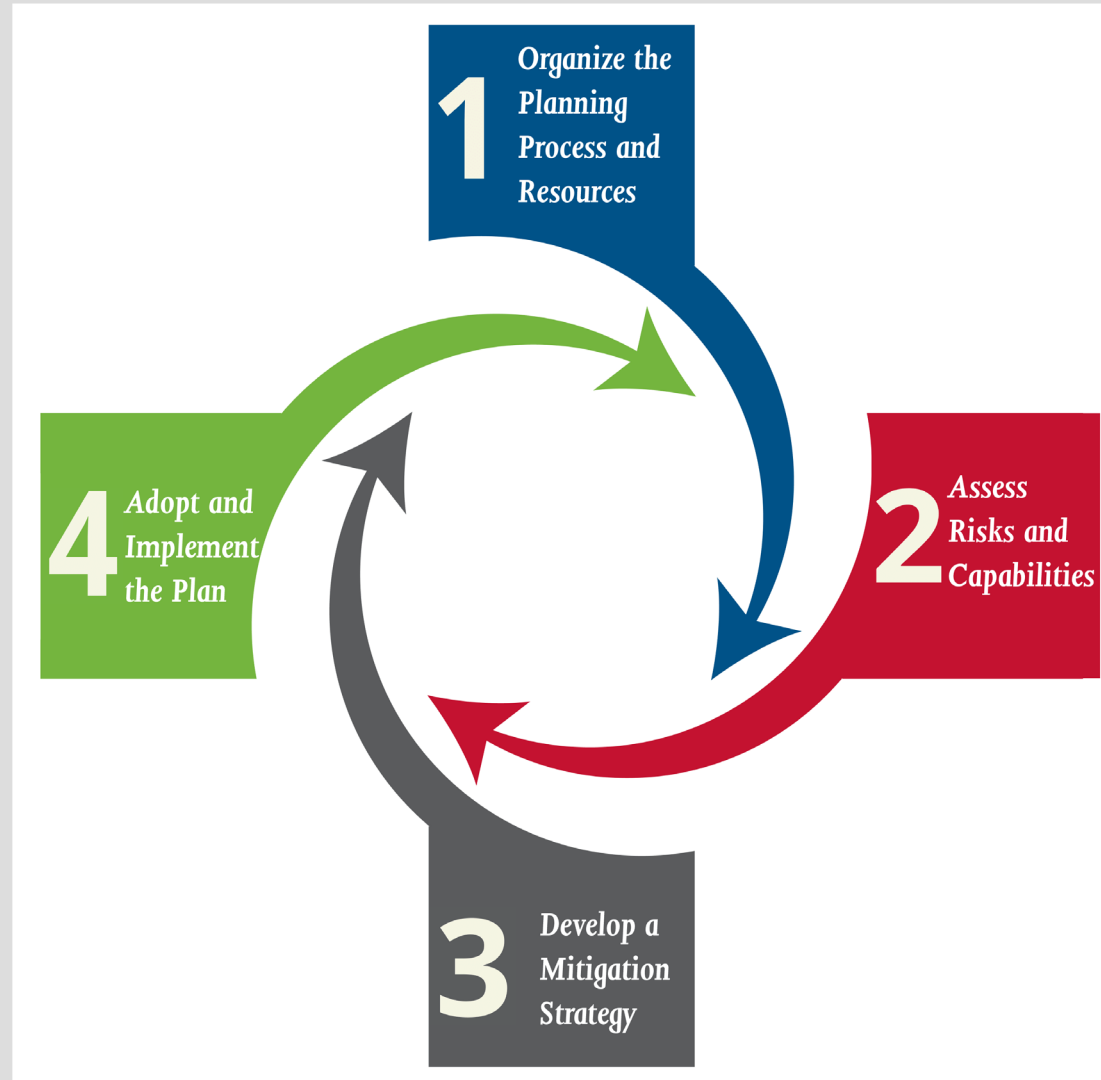 1
Organize the
Planning
Process and
Resources
2
Assess
Risks and
Capabilities
3
Develop a
Mitigation
Strategy
4
Adopt and
Implement
the Plan